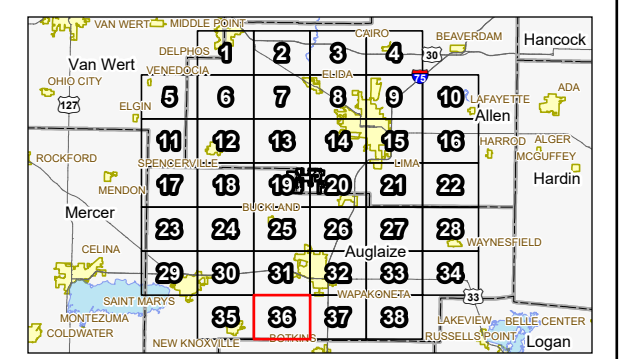 VAN WERT MIDDLE POINT CAIRO BEAVERDAM Hancock
DELPHOS 1 2 3 4 30
Van Wert VENEDOCIA ELIDA 75
OHIO CITY 5 6 7 8 9 10 ADA
127 ELGIN LAFAYETTE Allen
11 12 13 14 15 16 HARROD ALGER
ROCKFORD SPENCERVILLE LIMA MCGUFFEY
MENDON 17 18 19 20 21 22 Hardin
Mercer BUCKLAND
23 24 25 26 27 28 WAYNESFIELD
CELINA Auglaize
29 30 31 32 33 34
SAINT MARYS WAPAKONETA 33
MONTEZUMA 35 36 37 38 LAKEVIEW BELLE CENTER
COLDWATER NEW KNOXVILLE BOTKINS RUSSELLS POINT Logan